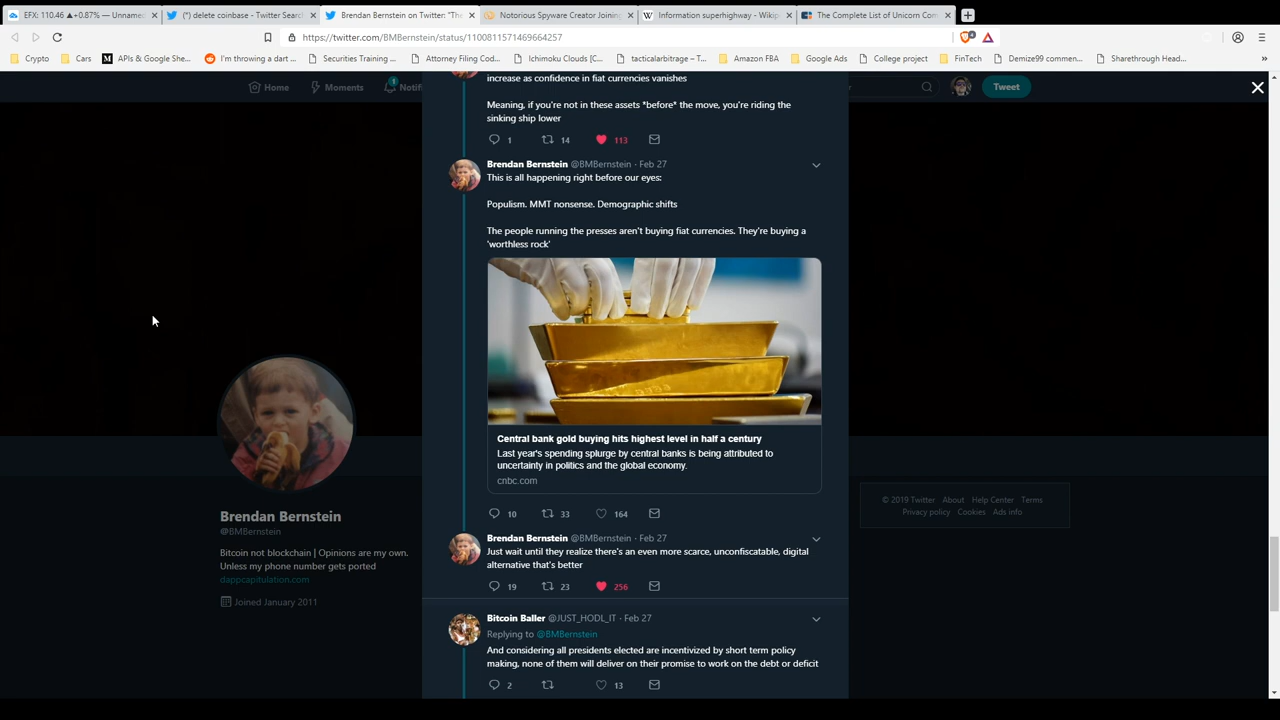 EFX: 110.46 ▲+0.87% — Unname
(*) delete coinbase - Twitter Sear
Brendan Bernstein on Twitter: "The
Notorious Spyware Creator Joining
Information superhighway - Wikip
The Complete List of Unicorn Com
https://twitter.com/BMBernstein/status/1100811571469664257
4
Crypto
Cars
APIs & Google She...
I'm throwing a dart ...
Securities Training ...
Attorney Filing Cod...
Ichimoku Clouds [C...
tacticalarbitrage – T...
Amazon FBA
Google Ads
College project
FinTech
Demize99 commen...
Sharethrough Head...
»
Home
Moments
1
Notifi
Tweet
increase as confidence in fiat currencies vanishes
Meaning, if you're not in these assets *before* the move, you're riding the
sinking ship lower
1 14 113
Brendan Bernstein @BMBernstein · Feb 27
This is all happening right before our eyes:
Populism. MMT nonsense. Demographic shifts
The people running the presses aren't buying fiat currencies. They're buying a
'worthless rock'
Central bank gold buying hits highest level in half a century
Last year's spending splurge by central banks is being attributed to
uncertainty in politics and the global economy.
cnbc.com
10 33 164
Brendan Bernstein @BMBernstein · Feb 27
Just wait until they realize there's an even more scarce, unconfiscatable, digital
alternative that's better
19 23 256
Bitcoin Baller @JUST_HODL_IT · Feb 27
Replying to @BMBernstein
And considering all presidents elected are incentivized by short term policy
making, none of them will deliver on their promise to work on the debt or deficit
2 13
Brendan Bernstein
@BMBernstein
Bitcoin not blockchain | Opinions are my own.
Unless my phone number gets ported
dappcapitulation.com
Joined January 2011
© 2019 Twitter About Help Center Terms
Privacy policy Cookies Ads info